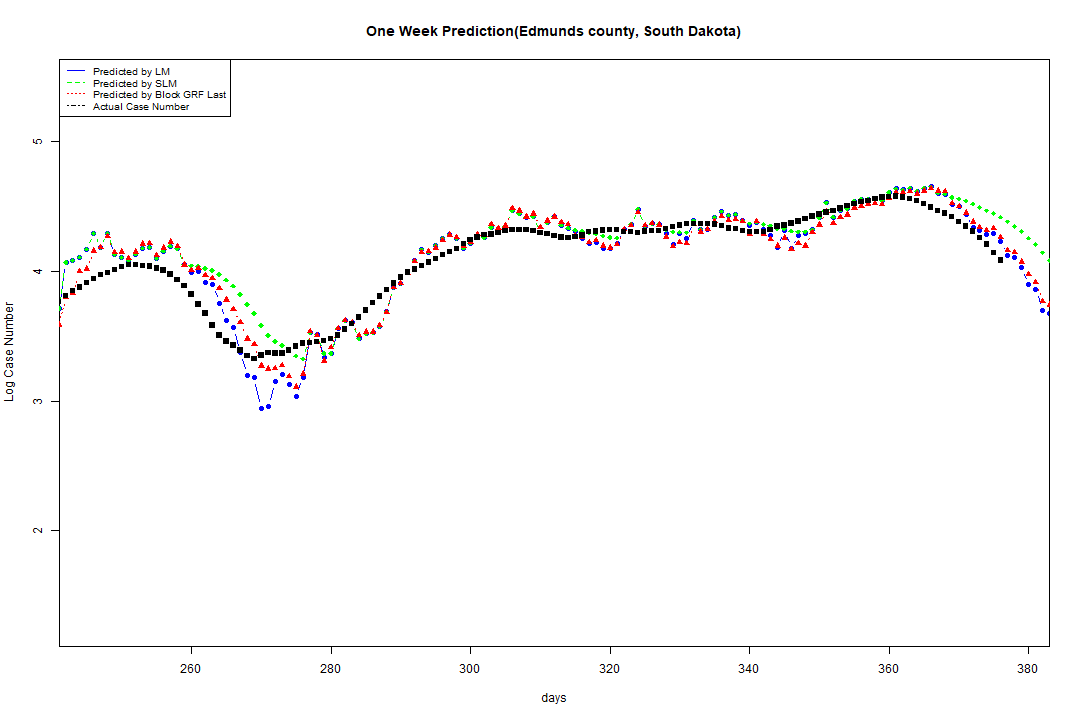 One Week Prediction(Edmunds county, South Dakota)
Predicted by LM
Predicted by SLM
Predicted by Block GRF Last
Actual Case Number
5
4
3
2
Log Case Number
260 280 300 320 340 360 380
days